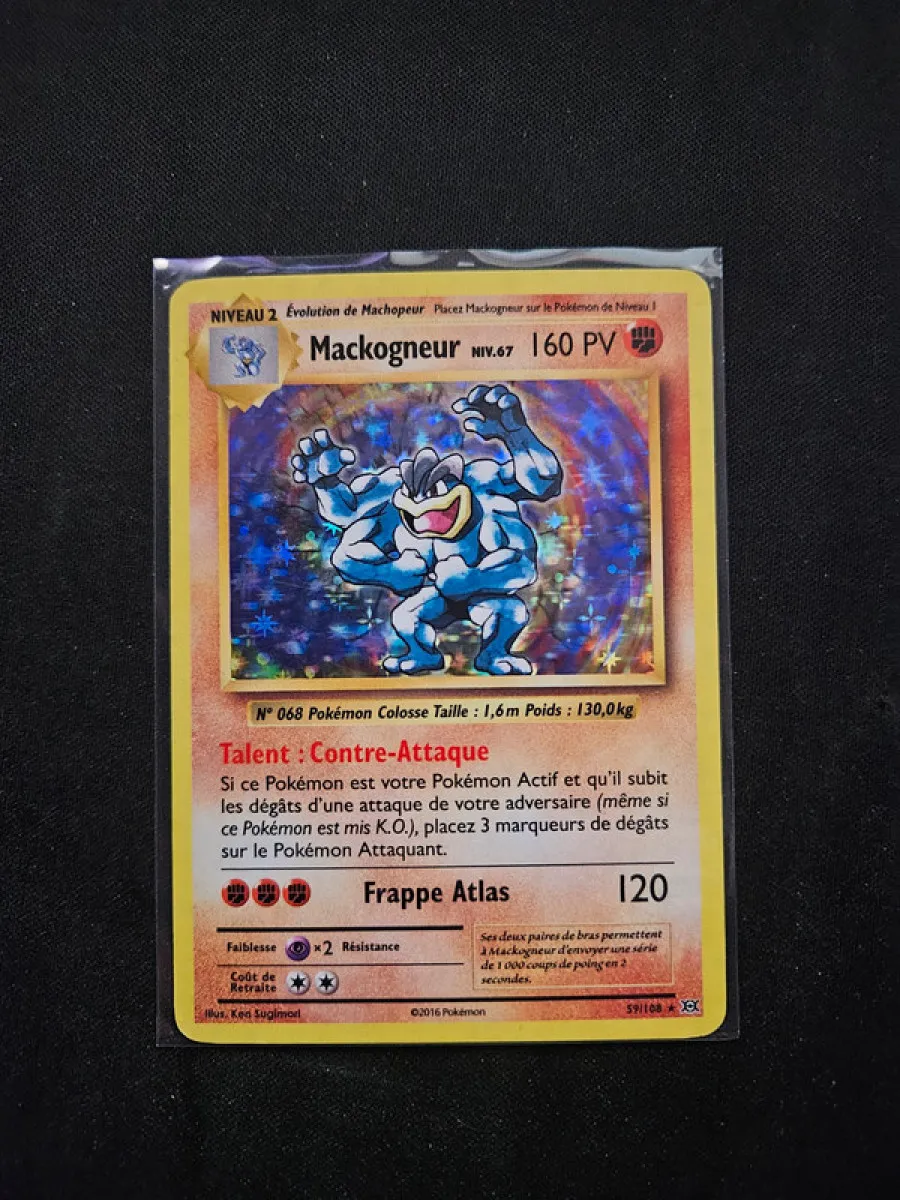 NIVEAU 2 Évolution de Machopeur Placez Mackogneur sur le Pokémon de Niveau 1
Mackogneur NIV.67 160 PV
N° 068 Pokémon Colosse Taille : 1,6 m Poids : 130,0 kg
Talent : Contre-Attaque
Si ce Pokémon est votre Pokémon Actif et qu'il subit
les dégâts d'une attaque de votre adversaire (même si
ce Pokémon est mis K.O.), placez 3 marqueurs de dégâts
sur le Pokémon Attaquant.
Frappe Atlas 120
Faiblesse ×2 Résistance
Coût de
Retraite
Ses deux paires de bras permettent
à Mackogneur d'envoyer une série
de 1 000 coups de poing en 2
secondes.
Illus. Ken Sugimori ©2016 Pokémon 59/108 ★